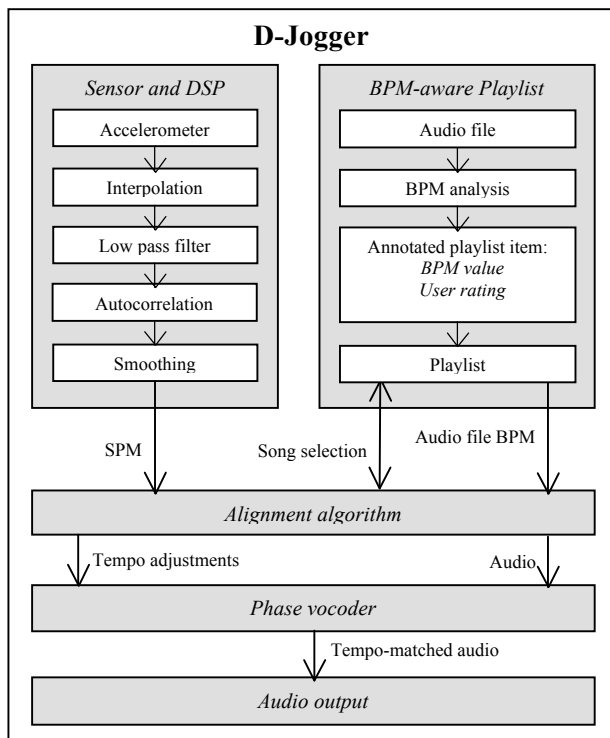 D-Jogger
Sensor and DSP
Accelerometer
Interpolation
Low pass filter
Autocorrelation
Smoothing
BPM-aware Playlist
Audio file
BPM analysis
Annotated playlist item:
BPM value
User rating
Playlist
SPM
Song selection
Audio file BPM
Alignment algorithm
Tempo adjustments
Audio
Phase vocoder
Tempo-matched audio
Audio output